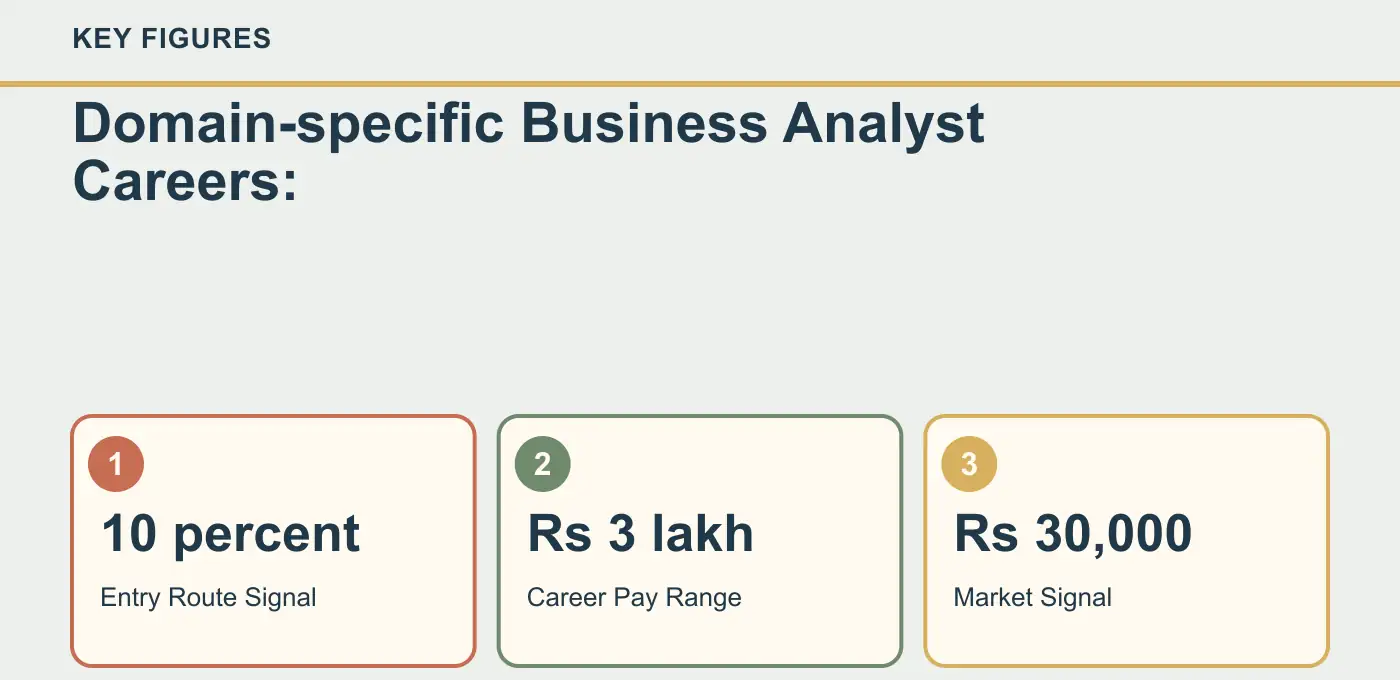 KEY FIGURES
Domain-specific Business Analyst
Careers:
1
10 percent
Entry Route Signal
2
Rs 3 lakh
Career Pay Range
3
Rs 30,000
Market Signal